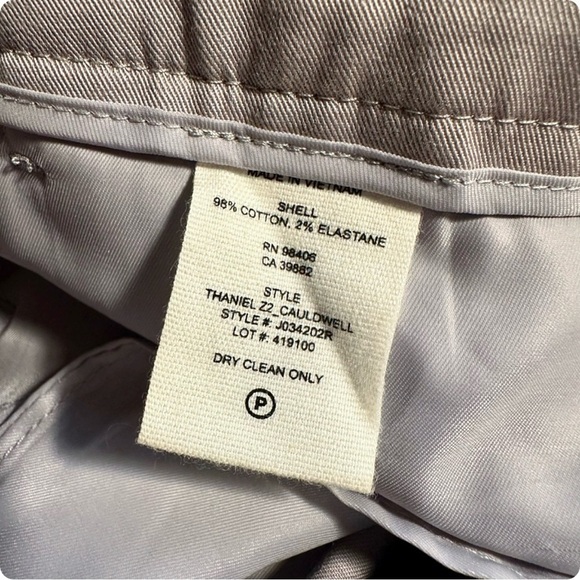 MADE IN VIETNAM
SHELL
98% COTTON, 2% ELASTANE
RN 98406
CA 39882
STYLE
THANIEL Z2_CAULDWELL
STYLE #: J034202R
LOT #: 419100
DRY CLEAN ONLY
P